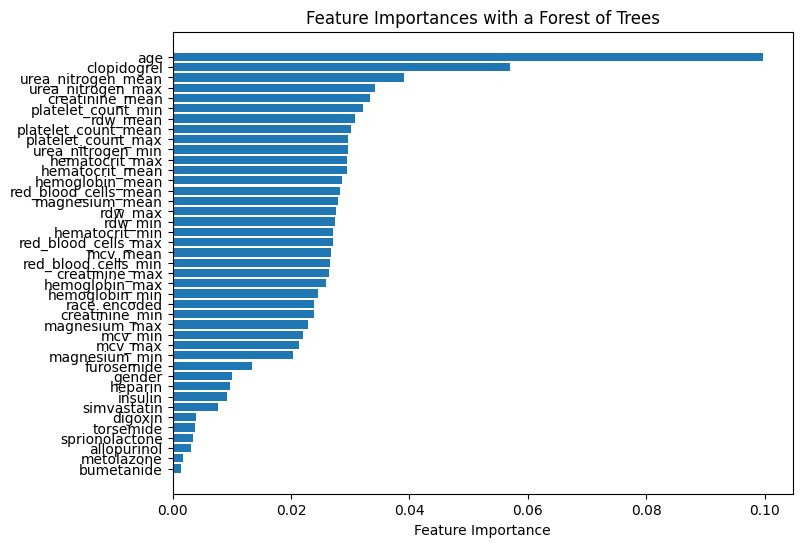 Feature Importances with a Forest of Trees
age
clopidogrel
urea_nitrogen_mean
urea_nitrogen_max
creatinine_mean
platelet_count_min
rdw_mean
platelet_count_mean
platelet_count_max
urea_nitrogen_min
hematocrit_max
hematocrit_mean
hemoglobin_mean
red_blood_cells_mean
magnesium_mean
rdw_max
rdw_min
hematocrit_min
red_blood_cells_max
mcv_mean
red_blood_cells_min
creatinine_max
hemoglobin_max
hemoglobin_min
race_encoded
creatinine_min
magnesium_max
mcv_min
mcv_max
magnesium_min
furosemide
gender
heparin
insulin
simvastatin
digoxin
torsemide
sprionolactone
allopurinol
metolazone
bumetanide
0.00 0.02 0.04 0.06 0.08 0.10
Feature Importance